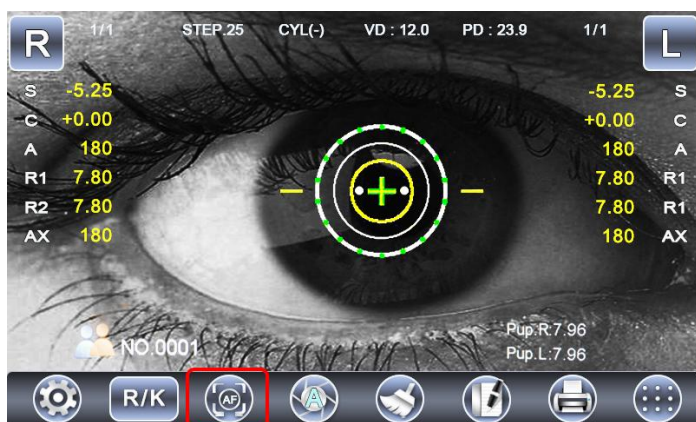 R 1/1 STEP.25 CYL(-) VD : 12.0 PD : 23.9 1/1 L
S -5.25 -5.25 S
C +0.00 +0.00 C
A 180 180 A
R1 7.80 7.80 R1
R2 7.80 7.80 R1
AX 180 180 AX
Pup.R:7.96
NO.0001
Pup.L:7.96
R/K AF A